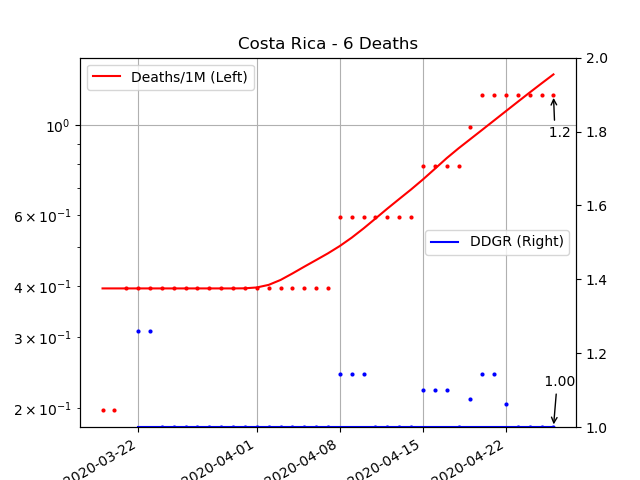 Costa Rica - 6 Deaths
Deaths/1M (Left)
DDGR (Right)
10⁰
6 × 10⁻¹
4 × 10⁻¹
3 × 10⁻¹
2 × 10⁻¹
2.0
1.8
1.6
1.4
1.2
1.0
1.2
1.00
2020-03-22
2020-04-01
2020-04-08
2020-04-15
2020-04-22